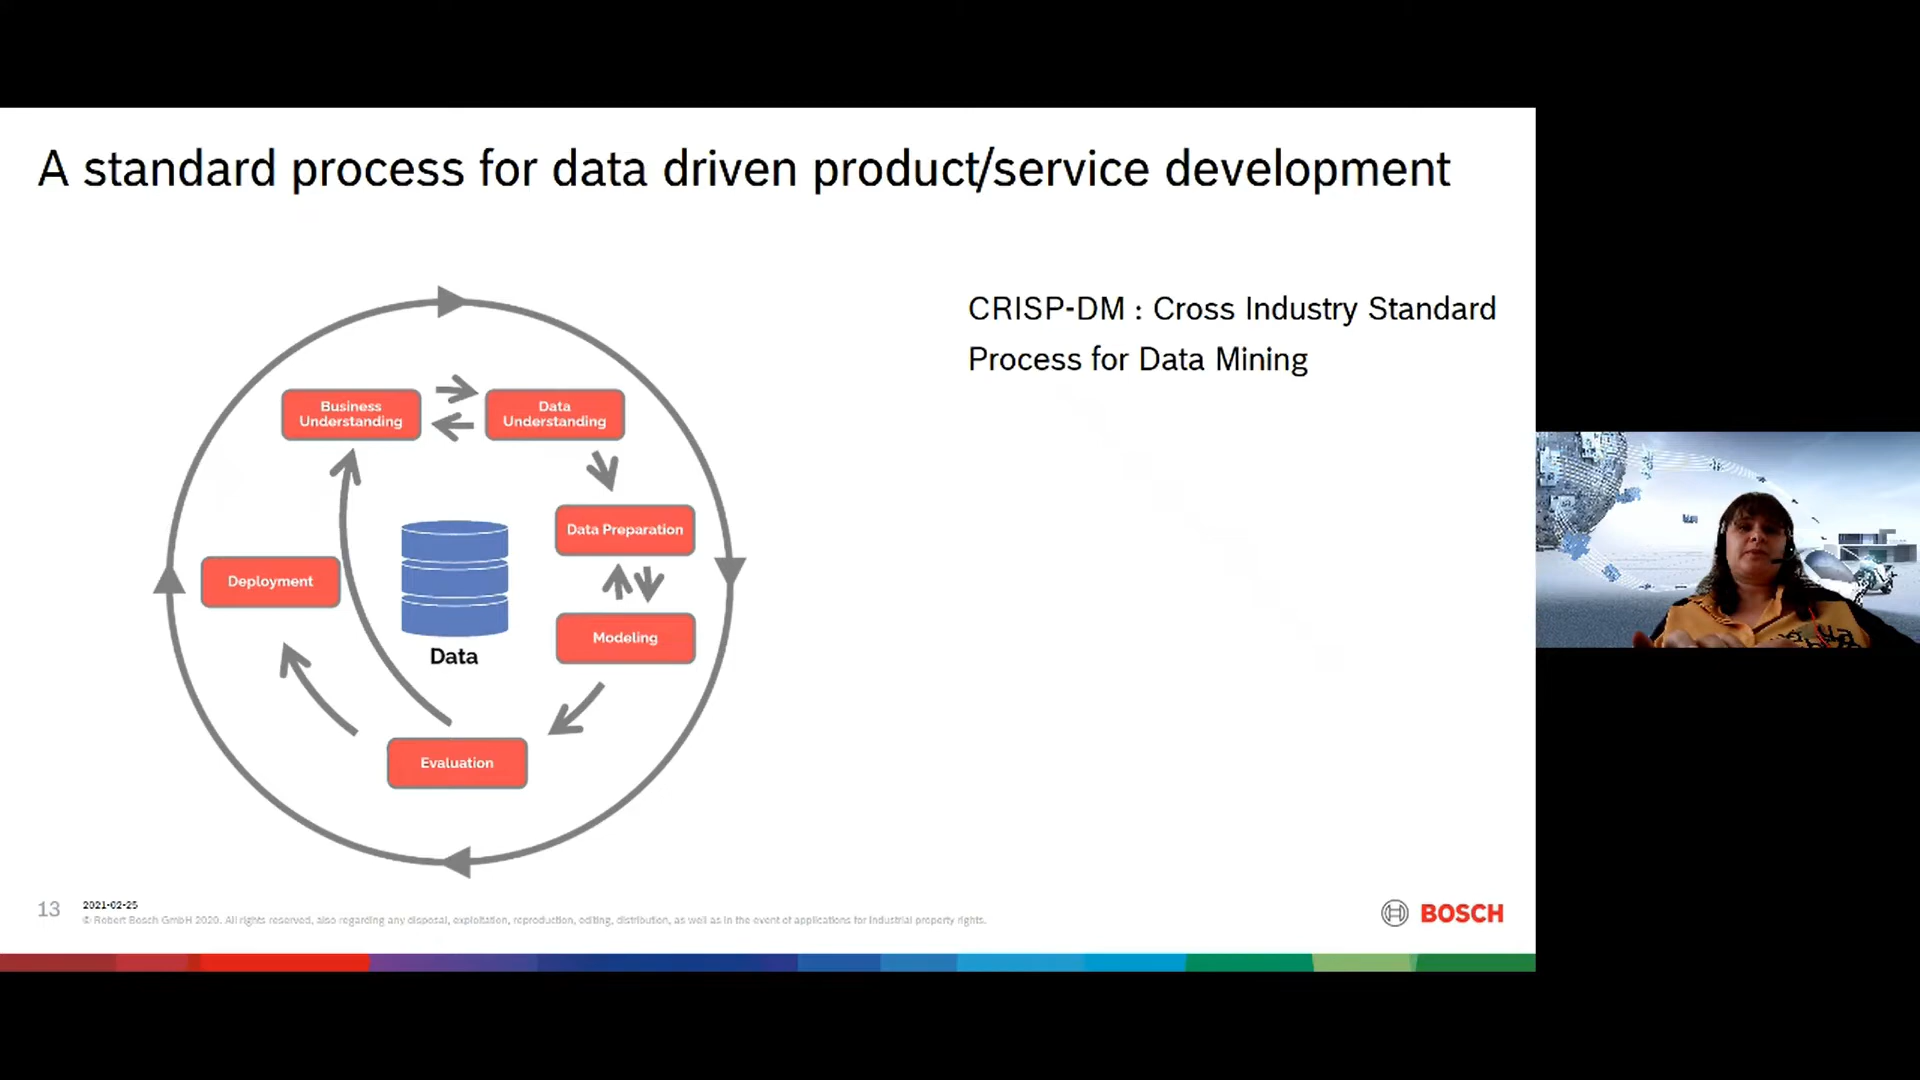 A standard process for data driven product/service development
CRISP-DM : Cross Industry Standard
Process for Data Mining
Business
Understanding
Data
Understanding
Data Preparation
Deployment
Modeling
Data
Evaluation
13
2021-02-25
© Robert Bosch GmbH 2020. All rights reserved, also regarding any disposal, exploitation, reproduction, editing, distribution, as well as in the event of applications for industrial property rights.
BOSCH